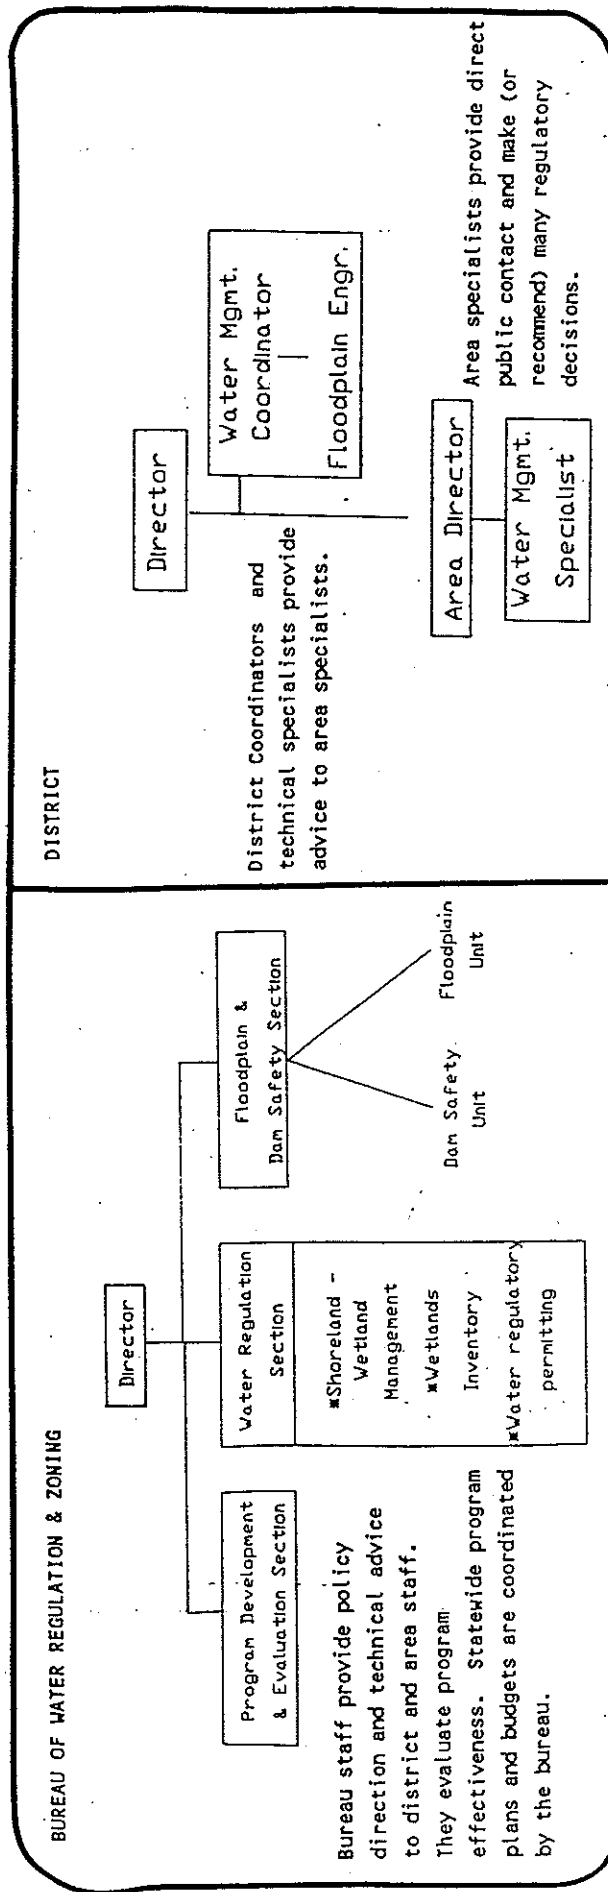 BUREAU OF WATER REGULATION & ZONING
Director
Program Development
& Evaluation Section
Water Regulation
Section
*Shoreland -
Wetland
Management
*Wetlands
Inventory
*Water regulatory
permitting
Floodplain &
Dam Safety Section
Dam Safety
Unit
Floodplain
Unit
Bureau staff provide policy
direction and technical advice
to district and area staff.
They evaluate program
effectiveness. Statewide program
plans and budgets are coordinated
by the bureau.
DISTRICT
Director
Water Mgmt.
Coordinator
Floodplain Engr.
District Coordinators and
technical specialists provide
advice to area specialists.
Area Director
Water Mgmt.
Specialist
Area specialists provide direct
public contact and make (or
recommend) many regulatory
decisions.